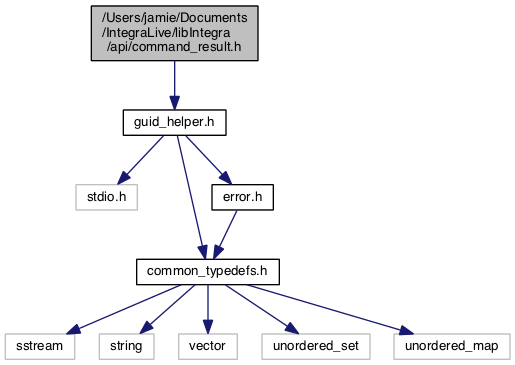 /Users/jamie/Documents
/IntegraLive/libIntegra
/api/command_result.h
guid_helper.h
stdio.h
error.h
common_typedefs.h
sstream
string
vector
unordered_set
unordered_map